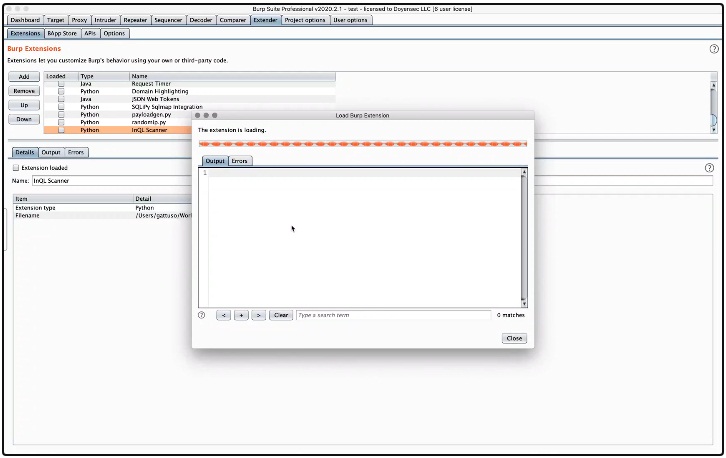 Burp Suite Professional v2020.2.1 - test - licensed to Doyensec LLC [8 user license]
Dashboard Target Proxy Intruder Repeater Sequencer Decoder Comparer Extender Project options User options
Extensions BApp Store APIs Options
Burp Extensions
?
Extensions let you customize Burp's behavior using your own or third-party code.
Add Loaded Type Name
Java Request Timer
Remove Python Domain Highlighting
Java JSON Web Tokens
Up Python SQLiPy Sqlmap Integration
Python payloadgen.py
Down Python randomip.py
Python InQL Scanner
Load Burp Extension
The extension is loading.
Output Errors
1
? < + > Clear Type a search term 0 matches
Close
Details Output Errors
Extension loaded
?
Name: InQL Scanner
Item Detail
Extension type Python
Filename /Users/gattuso/Wor